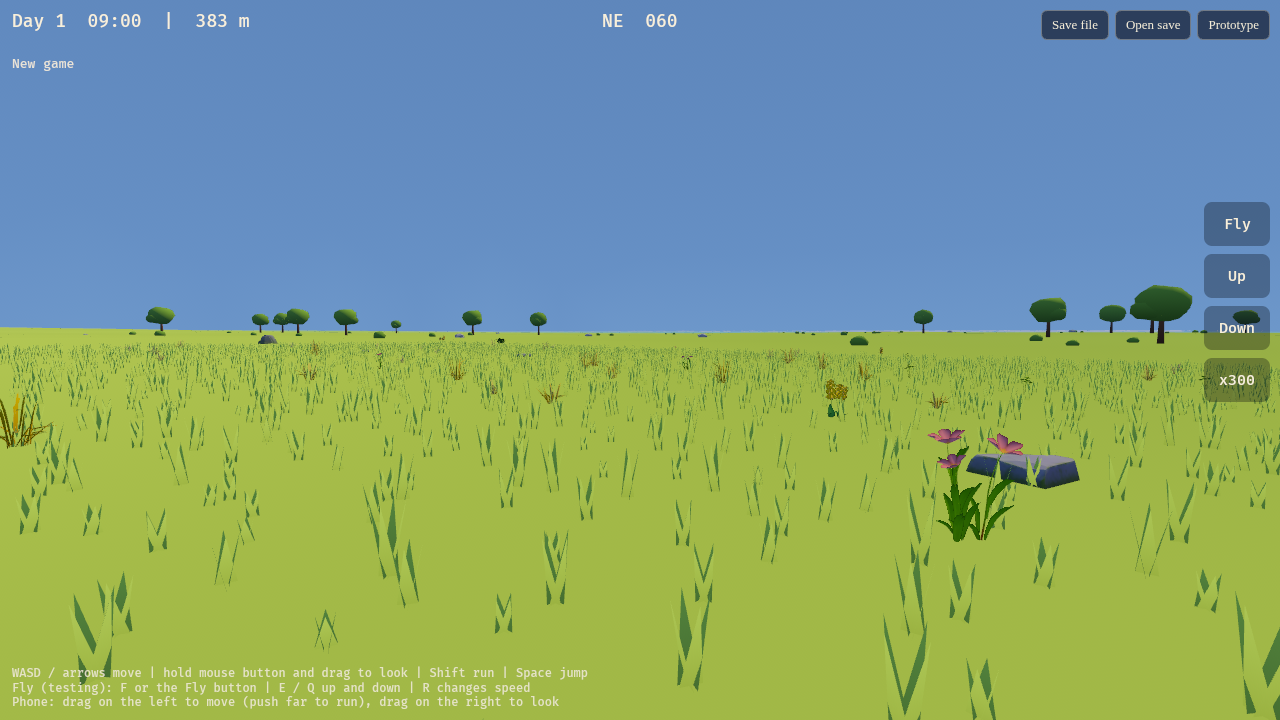 Day 1  09:00  |  383 m
NE  060
Save file
Open save
Prototype
New game
Fly
Up
Down
x300
WASD / arrows move | hold mouse button and drag to look | Shift run | Space jump
Fly (testing): F or the Fly button | E / Q up and down | R changes speed
Phone: drag on the left to move (push far to run), drag on the right to look